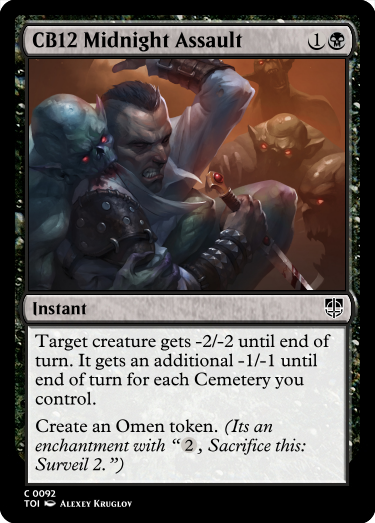 CB12 Midnight Assault 1
Instant
Target creature gets -2/-2 until end of
turn. It gets an additional -1/-1 until
end of turn for each Cemetery you
control.
Create an Omen token. (Its an
enchantment with “2, Sacrifice this:
Surveil 2.”)
C 0092
TOI Alexey Kruglov